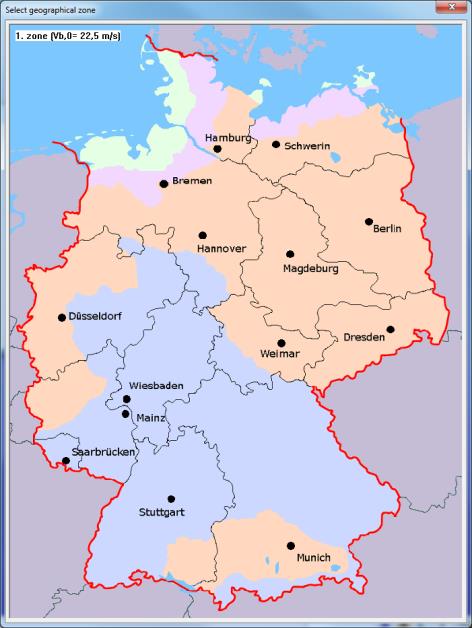 Select geographical zone
1. zone (Vb,0= 22,5 m/s)
Hamburg
Schwerin
Bremen
Berlin
Hannover
Magdeburg
Düsseldorf
Dresden
Weimar
Wiesbaden
Mainz
Saarbrücken
Stuttgart
Munich